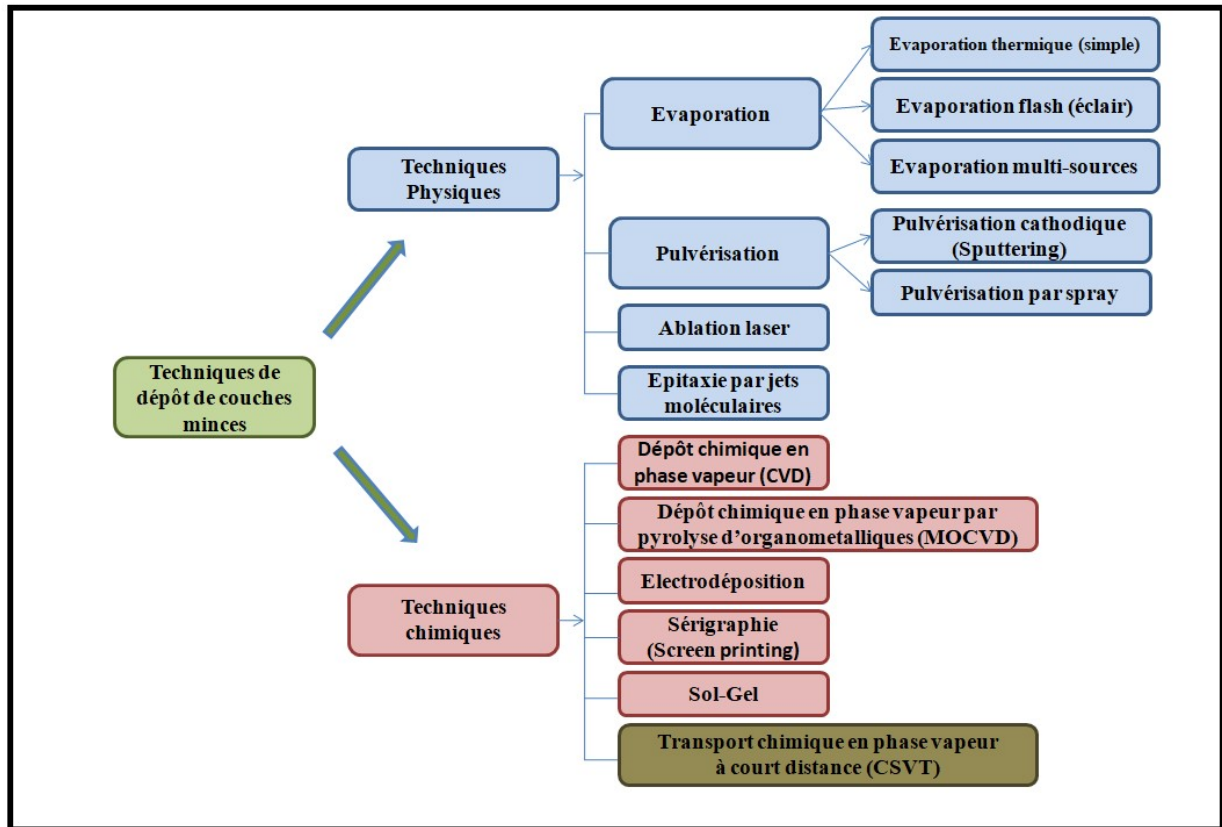 Evaporation thermique (simple)
Evaporation
Evaporation flash (éclair)
Evaporation multi-sources
Techniques
Physiques
Pulvérisation cathodique
(Sputtering)
Pulvérisation
Pulvérisation par spray
Ablation laser
Epitaxie par jets
moléculaires
Techniques de
dépôt de couches
minces
Dépôt chimique en
phase vapeur (CVD)
Dépôt chimique en phase vapeur par
pyrolyse d’organometalliques (MOCVD)
Electrodéposition
Techniques
chimiques
Sérigraphie
(Screen printing)
Sol-Gel
Transport chimique en phase vapeur
à court distance (CSVT)